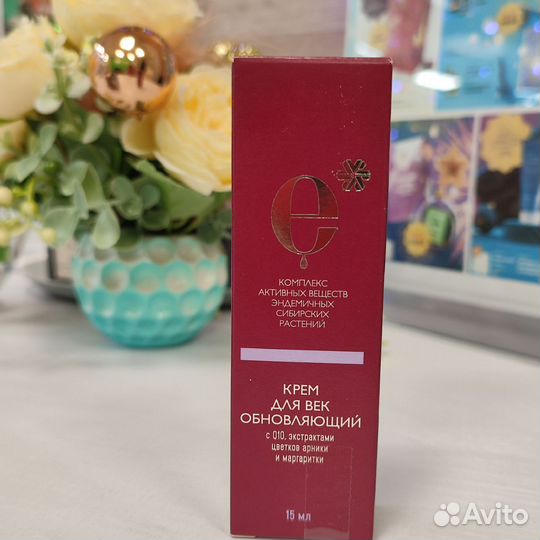 e
КОМПЛЕКС
АКТИВНЫХ ВЕЩЕСТВ
ЭНДЕМИЧНЫХ
СИБИРСКИХ
РАСТЕНИЙ
КРЕМ
ДЛЯ ВЕК
ОБНОВЛЯЮЩИЙ
с Q10, экстрактами
цветков арники
и маргаритки
15 мл
Avito